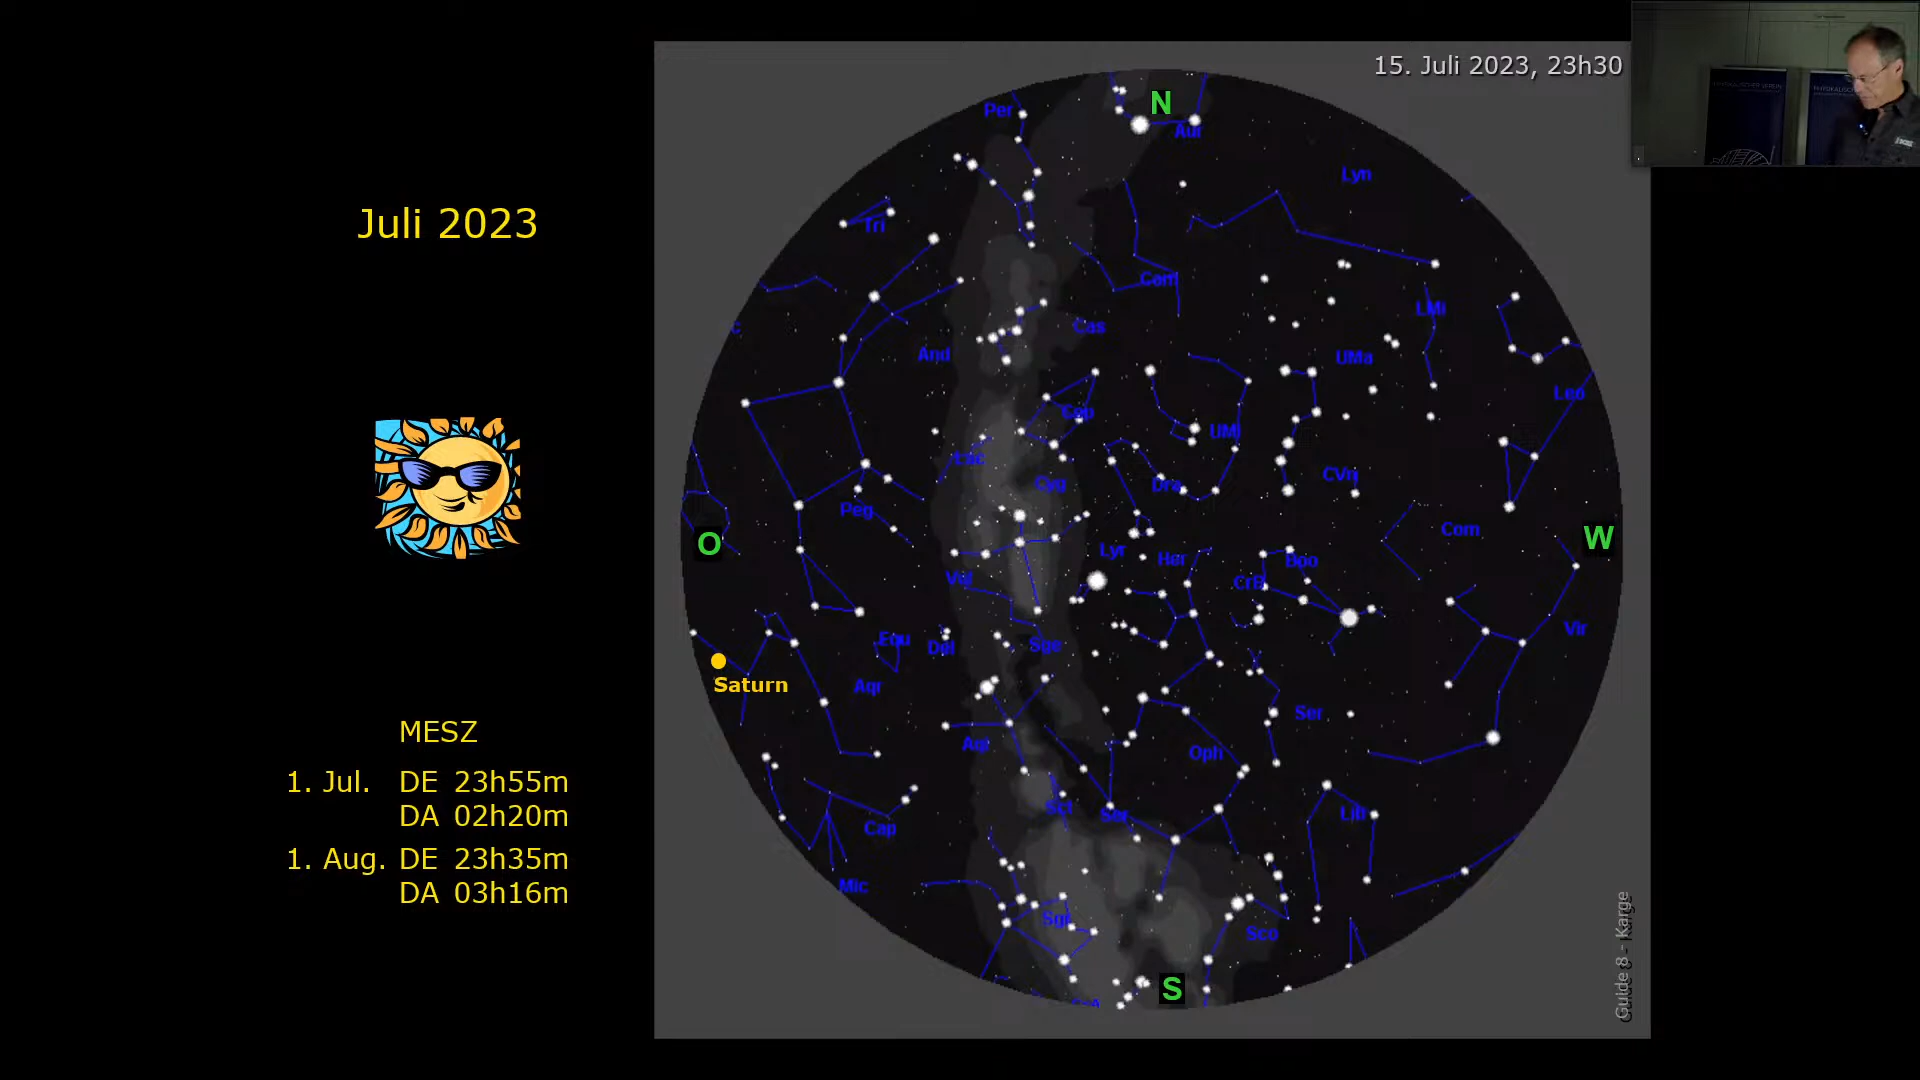 15. Juli 2023, 23h30
PHYSIKALISCHER VEREIN
N
Per
Aur
Lyn
Tri
Cam
LMi
c
Cas
And
UMa
Leo
Cep
UMi
Lac
CVn
Cyg
Dra
Peg
Com
O
W
Lyr
Her
Boo
Vul
CrB
Equ
Del
Sge
Vir
Saturn
Aqr
Ser
Aql
Oph
Sct
Ser
Lib
Cap
Mic
Sgr
Sco
S
Guide 8 - Karge
Juli 2023
MESZ
1. Jul. DE 23h55m
DA 02h20m
1. Aug. DE 23h35m
DA 03h16m